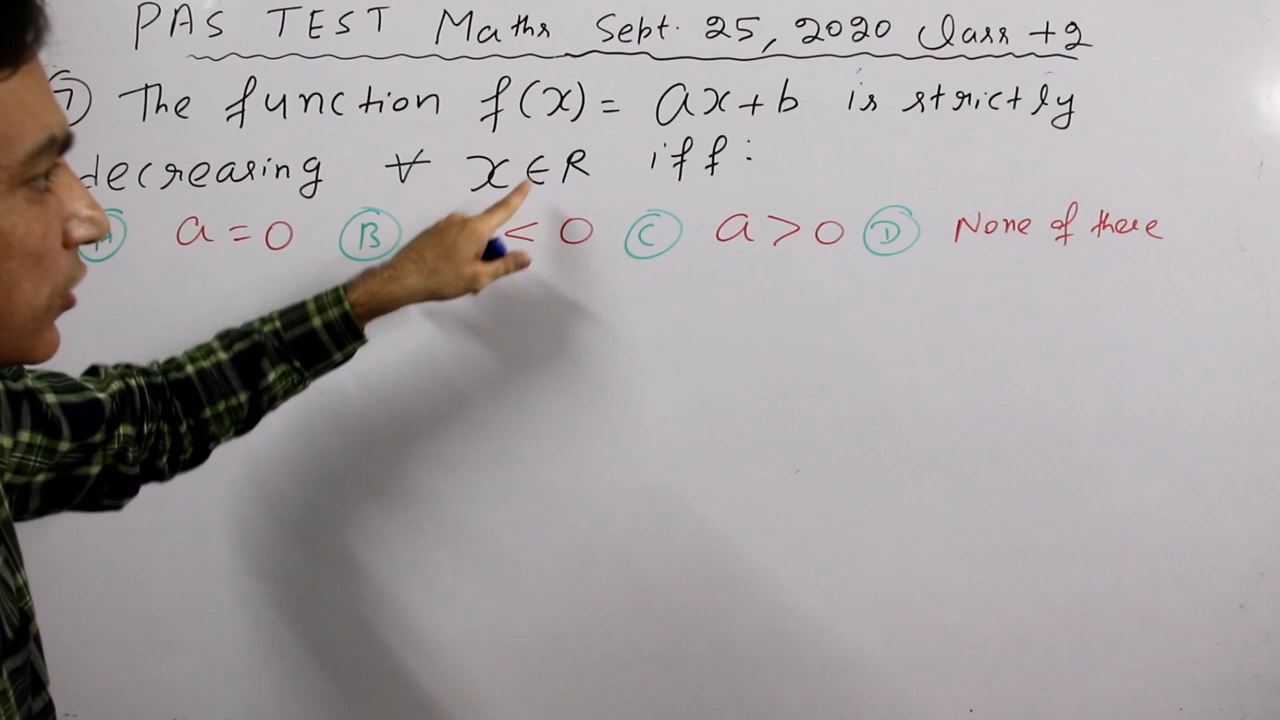 PAS TEST Maths Sept. 25, 2020 Class +2
7) The function f(x) = ax+b is strictly
decreasing ∀ x∈R iff:
(A) a = 0 (B) < 0 (C) a > 0 (D) None of these